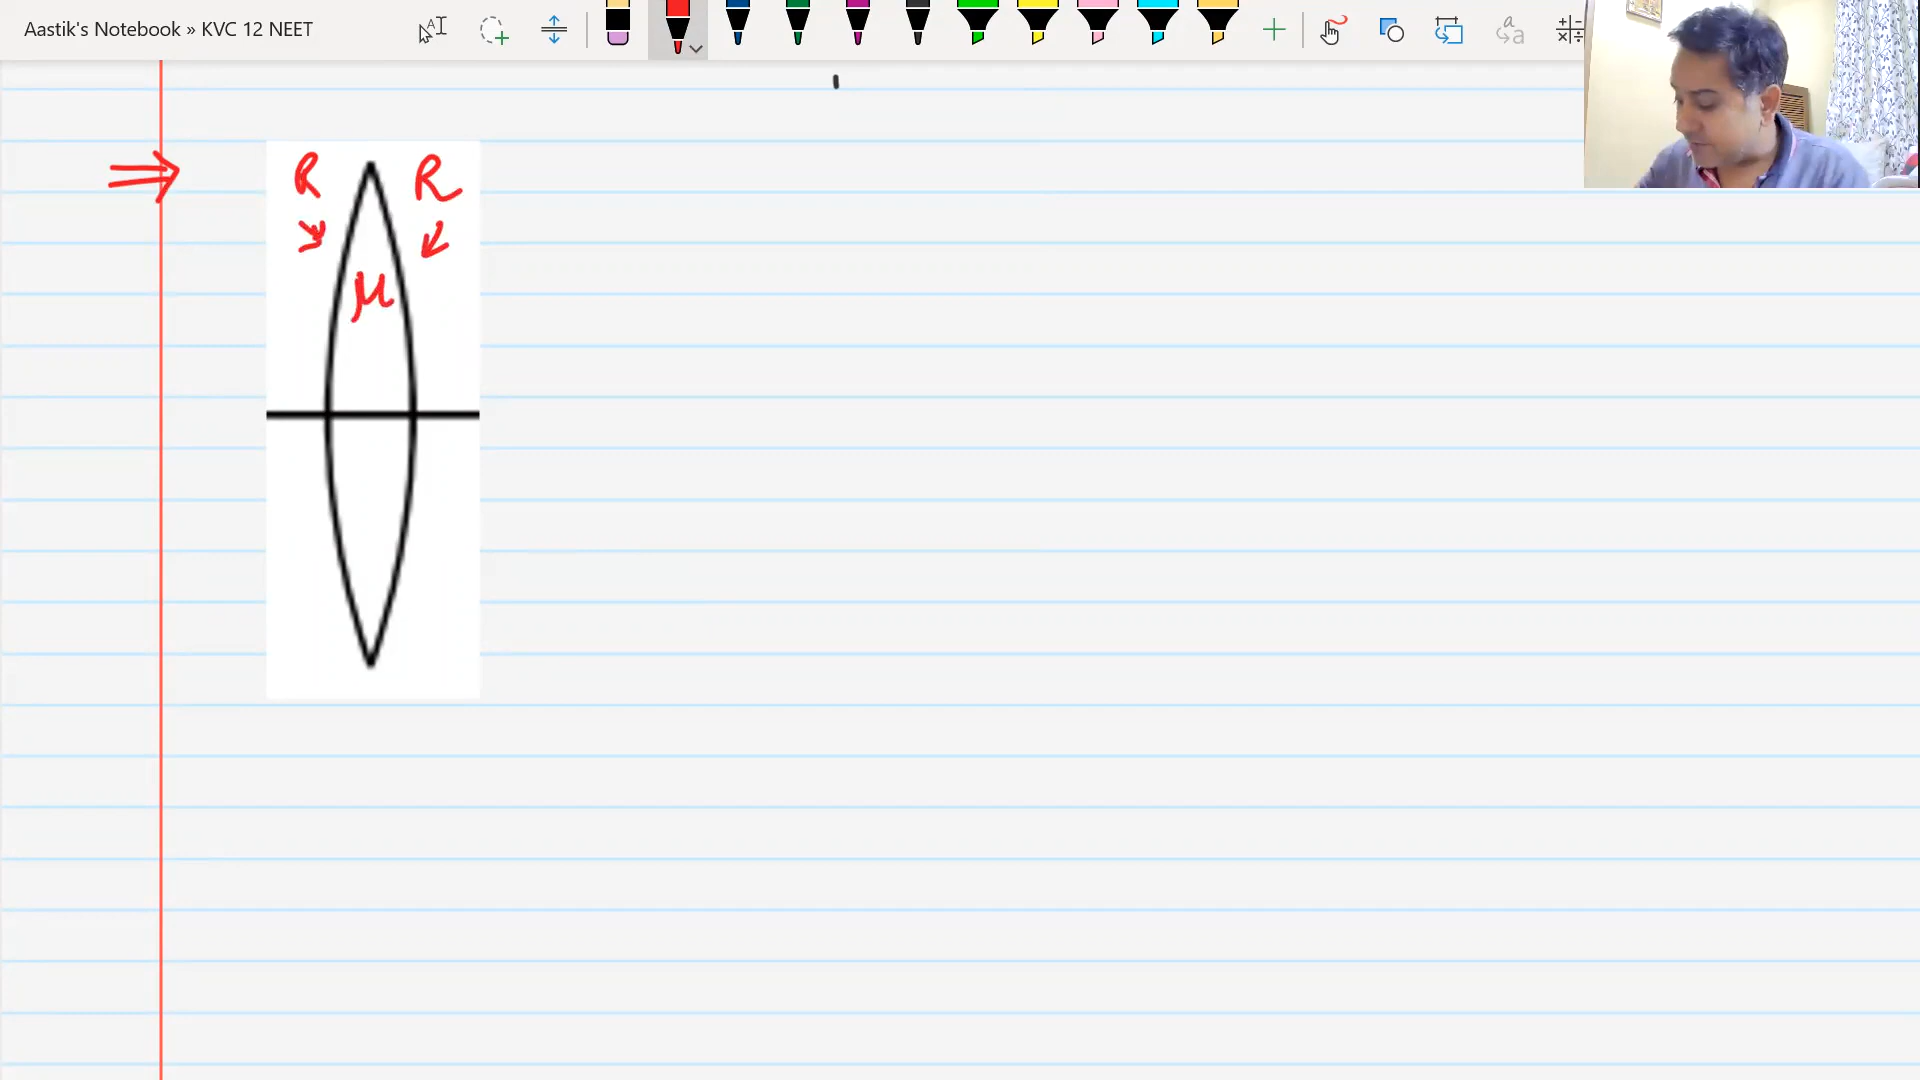 Aastik's Notebook » KVC 12 NEET
R R
μ